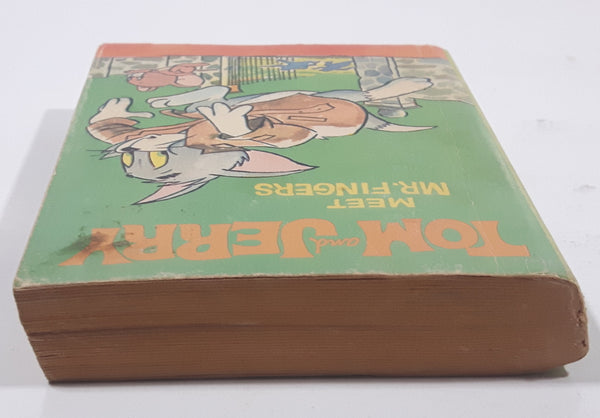 TOM and JERRY
MEET
MR. FINGERS